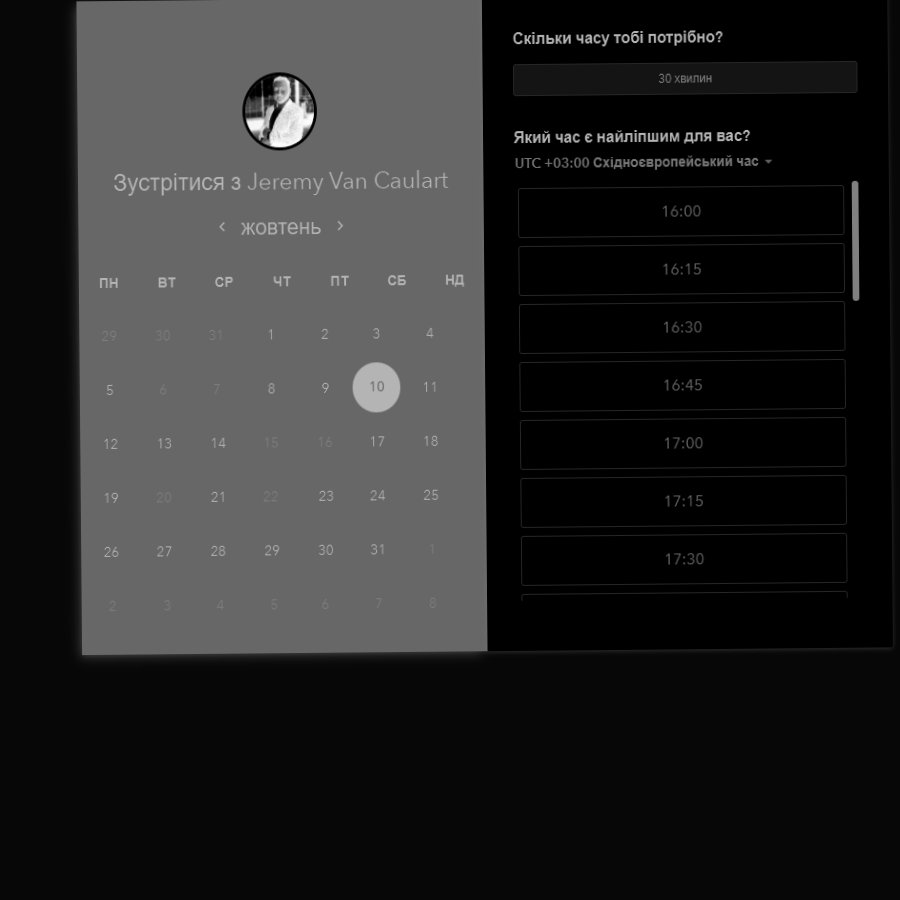 Зустрітися з Jeremy Van Caulart
жовтень
ПН ВТ СР ЧТ ПТ СБ НД
29 30 31 1 2 3 4
5 6 7 8 9 10 11
12 13 14 15 16 17 18
19 20 21 22 23 24 25
26 27 28 29 30 31 1
2 3 4 5 6 7 8
Скільки часу тобі потрібно?
30 хвилин
Який час є найліпшим для вас?
UTC +03:00 Східноєвропейський час
16:00
16:15
16:30
16:45
17:00
17:15
17:30